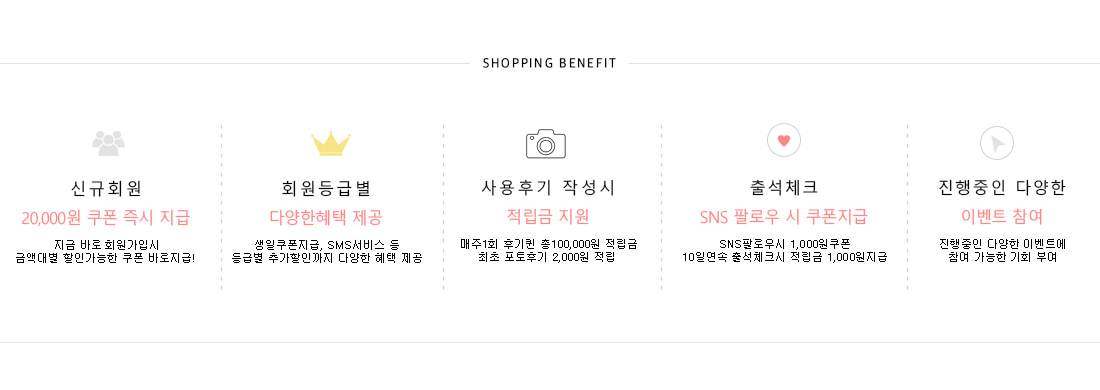 SHOPPING BENEFIT
신규회원
20,000원 쿠폰 즉시 지급
지금 바로 회원가입시
금액대별 할인가능한 쿠폰 바로지급!
회원등급별
다양한혜택 제공
생일쿠폰지급, SMS서비스 등
등급별 추가할인까지 다양한 혜택 제공
사용후기 작성시
적립금 지원
매주1회 후기퀸 총100,000원 적립금
최초 포토후기 2,000원 적립
출석체크
SNS 팔로우 시 쿠폰지급
SNS팔로우시 1,000원쿠폰
10일연속 출석체크시 적립금 1,000원지급
진행중인 다양한
이벤트 참여
진행중인 다양한 이벤트에
참여 가능한 기회 부여